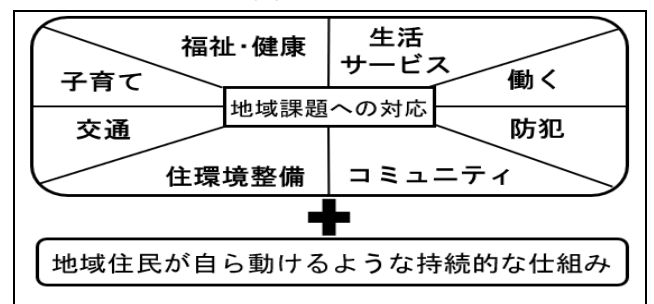 福祉・健康
生活
サービス
子育て
働く
地域課題への対応
交通
防犯
住環境整備
コミュニティ
地域住民が自ら動けるような持続的な仕組み